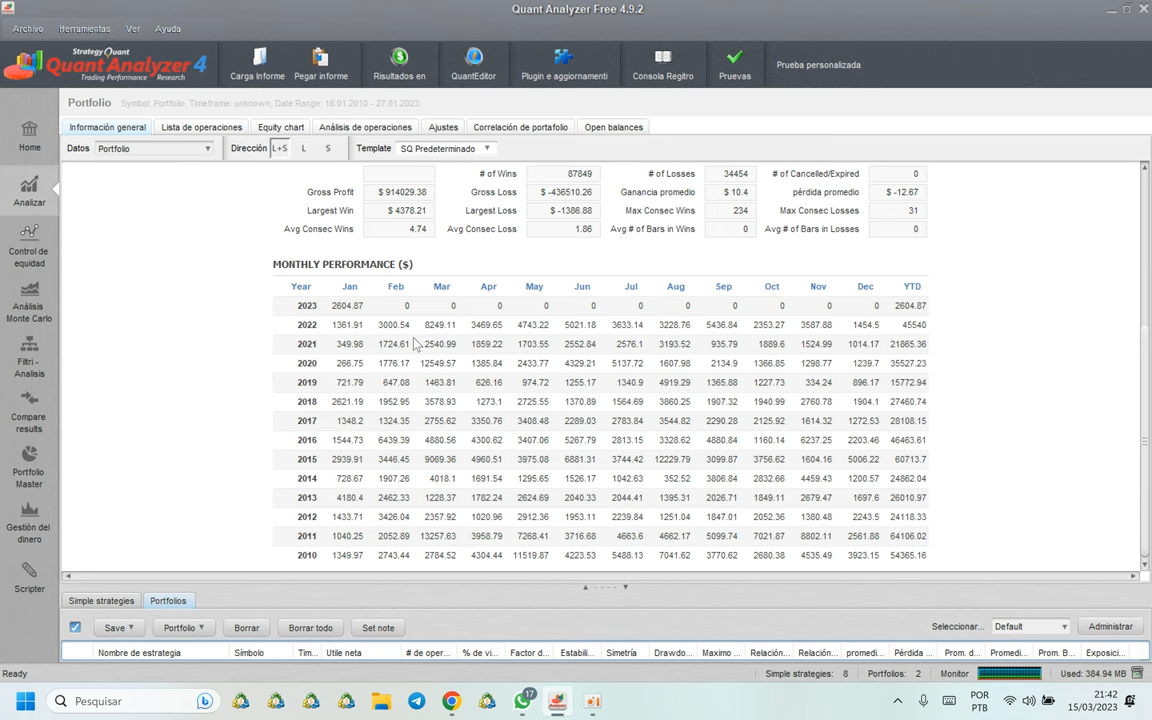 Quant Analyzer Free 4.9.2
Archivo Herramientas Ver Ayuda
Strategy Quant
QuantAnalyzer 4
Trading Performance Research
Carga Informe Pegar informe Risultados en QuantEditor Plugin e aggiornamenti Consola Regitro Pruevas Prueba personalizada
Portfolio Symbol: Portfolio, Timeframe: unknown, Date Range: 18.01.2010 - 27.01.2023
Información general Lista de operaciones Equity chart Análisis de operaciones Ajustes Correlación de portafolio Open balances
Datos Portfolio Dirección L+S L S Template SQ Predeterminado
Home
Analizar
Control de equidad
Análisis Monte Carlo
Filtri - Analisis
Compare results
Portfolio Master
Gestión del dinero
Scripter
# of Wins 87849 # of Losses 34454 # of Cancelled/Expired 0
Gross Profit $ 914029.38 Gross Loss $ -436510.26 Ganancia promedio $ 10.4 pérdida promedio $ -12.67
Largest Win $ 4378.21 Largest Loss $ -1386.88 Max Consec Wins 234 Max Consec Losses 31
Avg Consec Wins 4.74 Avg Consec Loss 1.86 Avg # of Bars in Wins 0 Avg # of Bars in Losses 0
MONTHLY PERFORMANCE ($)
Year Jan Feb Mar Apr May Jun Jul Aug Sep Oct Nov Dec YTD
2023 2604.87 0 0 0 0 0 0 0 0 0 0 0 2604.87
2022 1361.91 3000.54 8249.11 3469.65 4743.22 5021.18 3633.14 3228.76 5436.84 2353.27 3587.88 1454.5 45540
2021 349.98 1724.61 2540.99 1859.22 1703.55 2552.84 2576.1 3193.52 935.79 1889.6 1524.99 1014.17 21865.36
2020 266.75 1776.17 12549.57 1385.84 2433.77 4329.21 5137.72 1607.98 2134.9 1366.85 1298.77 1239.7 35527.23
2019 721.79 647.08 1463.81 626.16 974.72 1255.17 1340.9 4919.29 1365.88 1227.73 334.24 896.17 15772.94
2018 2621.19 1952.95 3578.93 1273.1 2725.55 1370.89 1564.69 3860.25 1907.32 1940.99 2760.78 1904.1 27460.74
2017 1348.2 1324.35 2755.62 3350.76 3408.48 2289.03 2783.84 3544.82 2290.28 2125.92 1614.32 1272.53 28108.15
2016 1544.73 6439.39 4880.56 4300.62 3407.06 5267.79 2813.15 3328.62 4880.84 1160.14 6237.25 2203.46 46463.61
2015 2939.91 3446.45 9069.36 4960.51 3975.08 6881.31 3744.42 12229.79 3099.87 3756.62 1604.16 5006.22 60713.7
2014 728.67 1907.26 4018.1 1691.54 1295.65 1526.17 1042.63 352.52 3806.84 2832.66 4459.43 1200.57 24862.04
2013 4180.4 2462.33 1228.37 1782.24 2624.69 2040.33 2044.41 1395.31 2026.71 1849.11 2679.47 1697.6 26010.97
2012 1433.71 3426.04 2357.92 1020.96 2912.36 1953.11 2239.84 1251.04 1847.01 2052.36 1380.48 2243.5 24118.33
2011 1040.25 2052.89 13257.63 3958.79 7268.41 3716.68 4663.6 4662.17 5099.74 7021.87 8802.11 2561.88 64106.02
2010 1349.97 2743.44 2784.52 4304.44 11519.87 4223.53 5488.13 7041.62 3770.62 2680.38 4535.49 3923.15 54365.16
Simple strategies Portfolios
Save Portfolio Borrar Borrar todo Set note Seleccionar... Default Administrar
Nombre de estrategia Símbolo Tim... Utile neta # de oper... % de vi... Factor d... Estabili... Simetría Drawdo... Maximo ... Relación... Relación... promedi... Pérdida ... Prom. d... Promedi... Prom. B... Exposici...
Ready Simple strategies: 8 Portfolios: 2 Monitor Used: 384.94 MB
Pesquisar 17 POR PTB 21:42 15/03/2023